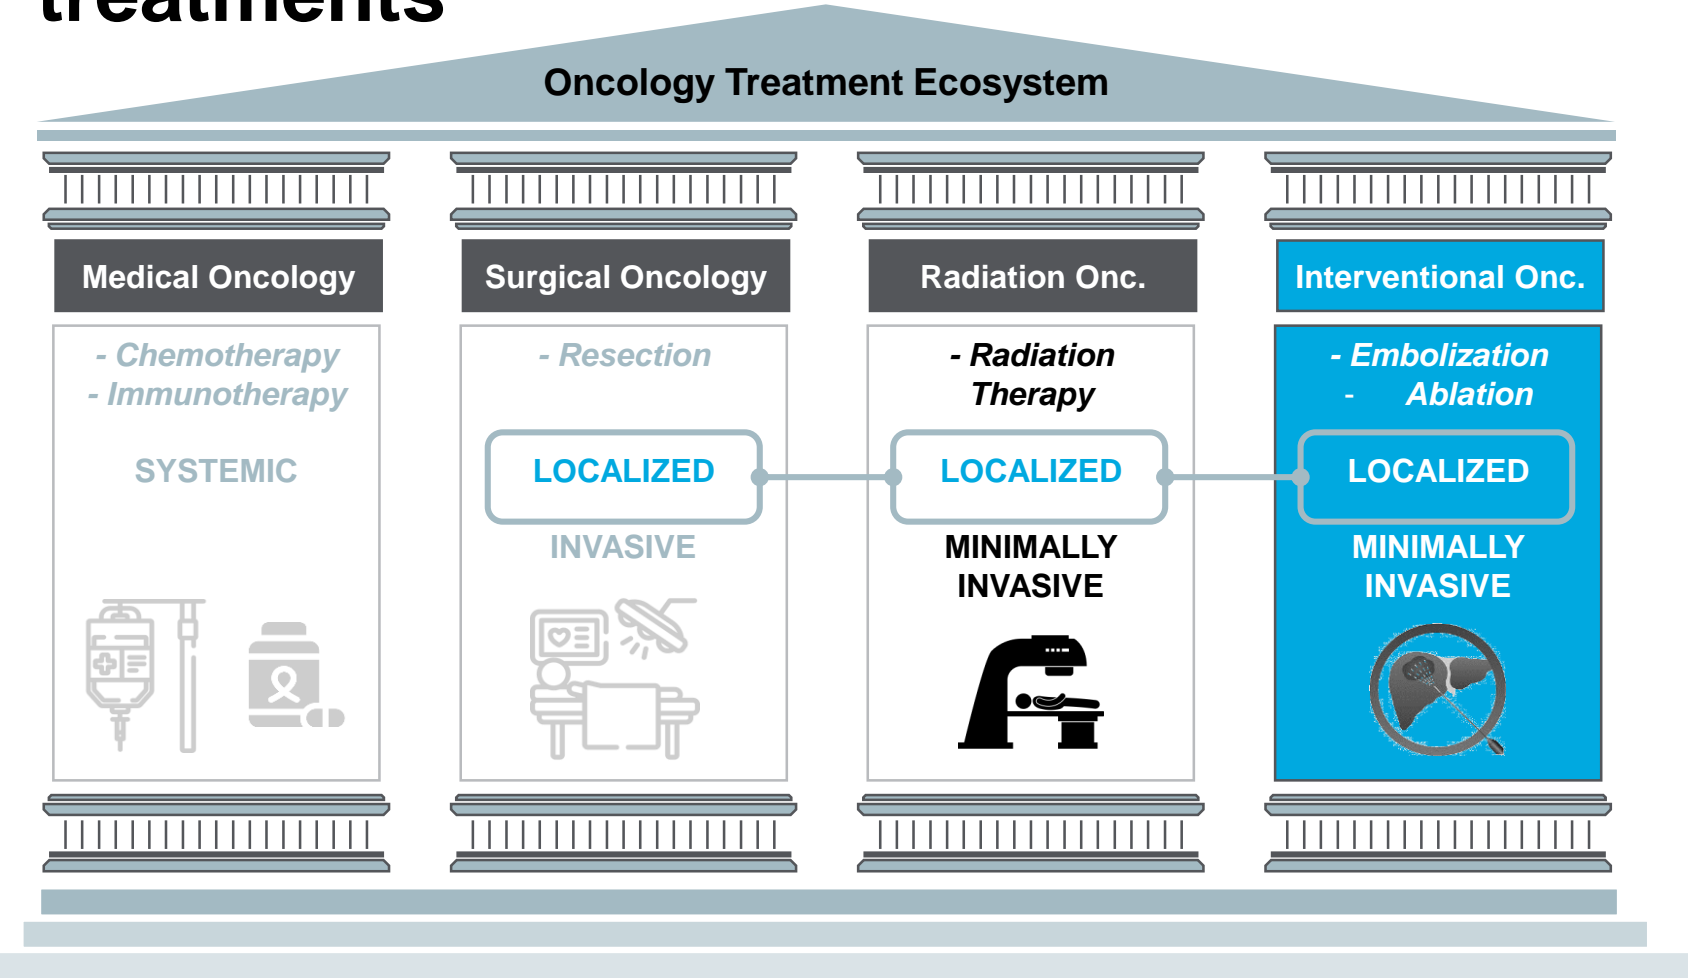 treatments
Oncology Treatment Ecosystem
Medical Oncology
- Chemotherapy
- Immunotherapy
SYSTEMIC
Surgical Oncology
- Resection
LOCALIZED
INVASIVE
Radiation Onc.
- Radiation
Therapy
LOCALIZED
MINIMALLY
INVASIVE
Interventional Onc.
- Embolization
- Ablation
LOCALIZED
MINIMALLY
INVASIVE